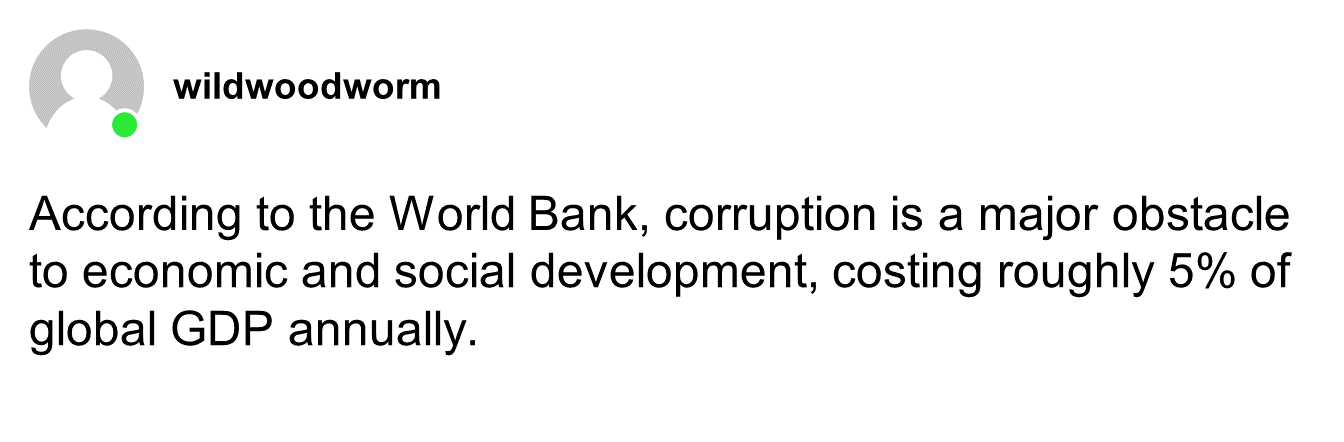 wildwoodworm
According to the World Bank, corruption is a major obstacle
to economic and social development, costing roughly 5% of
global GDP annually.